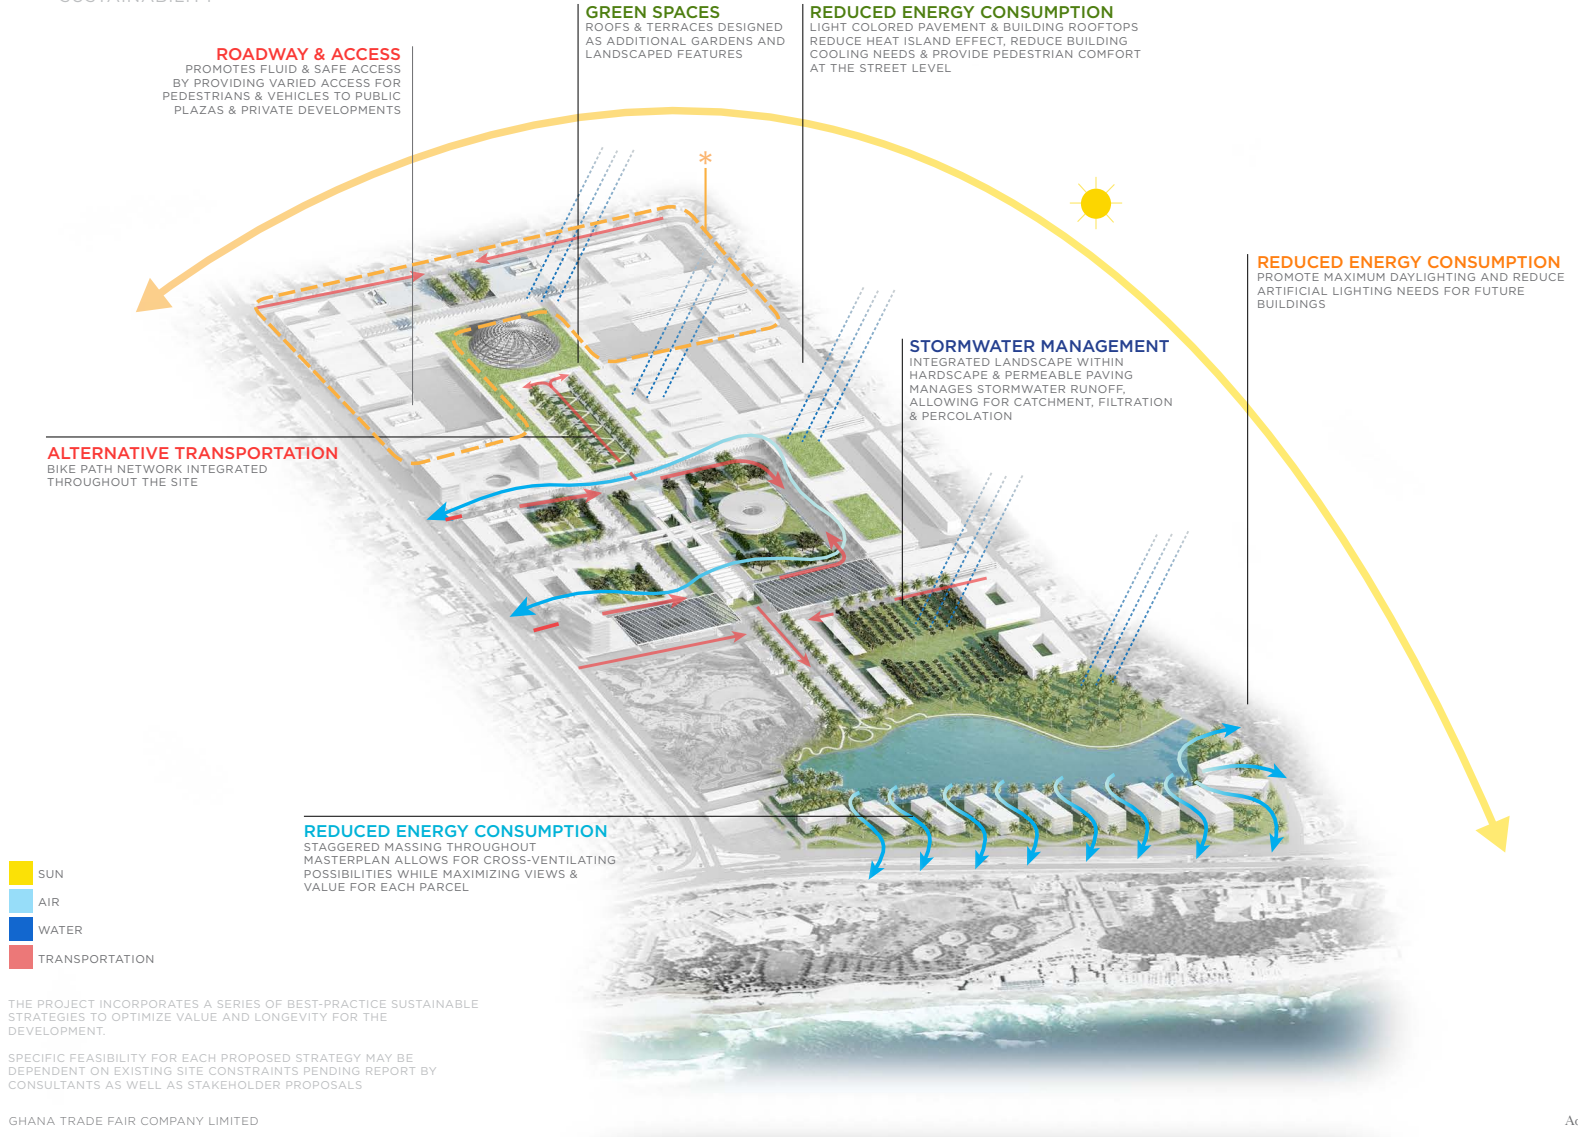 SUSTAINABILITY
GREEN SPACES
ROOFS & TERRACES DESIGNED
AS ADDITIONAL GARDENS AND
LANDSCAPED FEATURES
REDUCED ENERGY CONSUMPTION
LIGHT COLORED PAVEMENT & BUILDING ROOFTOPS
REDUCE HEAT ISLAND EFFECT, REDUCE BUILDING
COOLING NEEDS & PROVIDE PEDESTRIAN COMFORT
AT THE STREET LEVEL
ROADWAY & ACCESS
PROMOTES FLUID & SAFE ACCESS
BY PROVIDING VARIED ACCESS FOR
PEDESTRIANS & VEHICLES TO PUBLIC
PLAZAS & PRIVATE DEVELOPMENTS
*
REDUCED ENERGY CONSUMPTION
PROMOTE MAXIMUM DAYLIGHTING AND REDUCE
ARTIFICIAL LIGHTING NEEDS FOR FUTURE
BUILDINGS
STORMWATER MANAGEMENT
INTEGRATED LANDSCAPE WITHIN
HARDSCAPE & PERMEABLE PAVING
MANAGES STORMWATER RUNOFF,
ALLOWING FOR CATCHMENT, FILTRATION
& PERCOLATION
ALTERNATIVE TRANSPORTATION
BIKE PATH NETWORK INTEGRATED
THROUGHOUT THE SITE
REDUCED ENERGY CONSUMPTION
STAGGERED MASSING THROUGHOUT
MASTERPLAN ALLOWS FOR CROSS-VENTILATING
POSSIBILITIES WHILE MAXIMIZING VIEWS &
VALUE FOR EACH PARCEL
SUN
AIR
WATER
TRANSPORTATION
THE PROJECT INCORPORATES A SERIES OF BEST-PRACTICE SUSTAINABLE
STRATEGIES TO OPTIMIZE VALUE AND LONGEVITY FOR THE
DEVELOPMENT.
SPECIFIC FEASIBILITY FOR EACH PROPOSED STRATEGY MAY BE
DEPENDENT ON EXISTING SITE CONSTRAINTS PENDING REPORT BY
CONSULTANTS AS WELL AS STAKEHOLDER PROPOSALS
GHANA TRADE FAIR COMPANY LIMITED